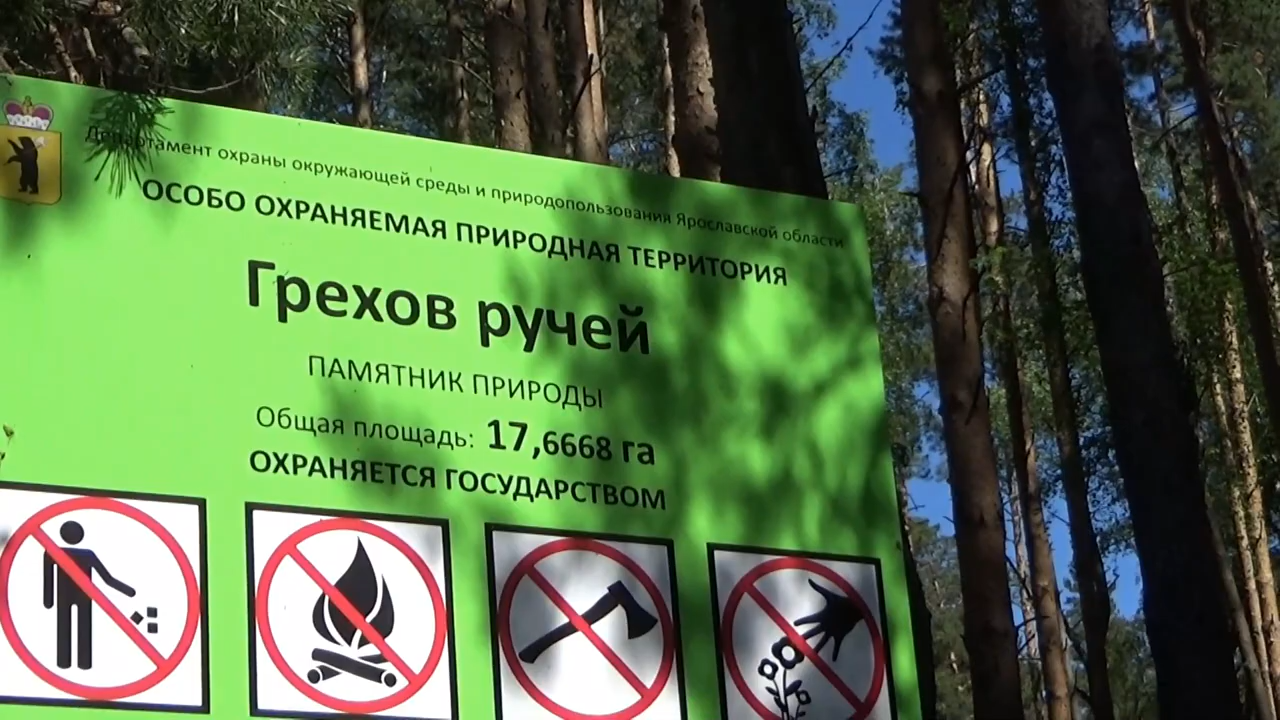 Департамент охраны окружающей среды и природопользования Ярославской области
ОСОБО ОХРАНЯЕМАЯ ПРИРОДНАЯ ТЕРРИТОРИЯ
Грехов ручей
ПАМЯТНИК ПРИРОДЫ
Общая площадь: 17,6668 га
ОХРАНЯЕТСЯ ГОСУДАРСТВОМ